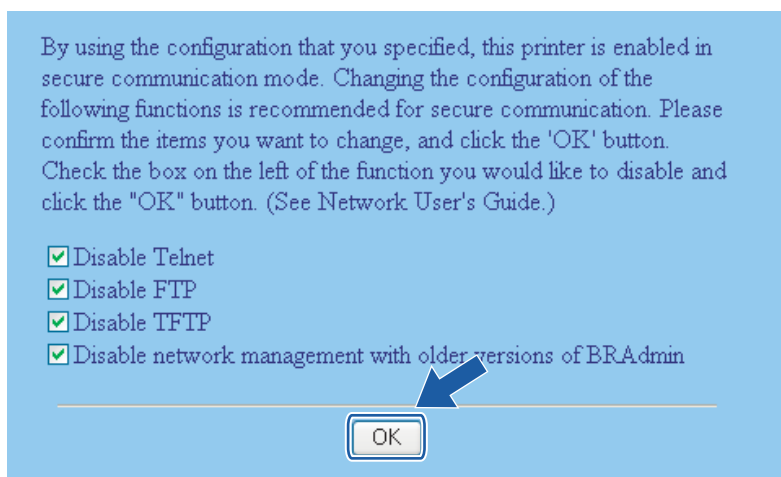 By using the configuration that you specified, this printer is enabled in
secure communication mode. Changing the configuration of the
following functions is recommended for secure communication. Please
confirm the items you want to change, and click the 'OK' button.
Check the box on the left of the function you would like to disable and
click the "OK" button. (See Network User's Guide.)
Disable Telnet
Disable FTP
Disable TFTP
Disable network management with older versions of BRAdmin
OK